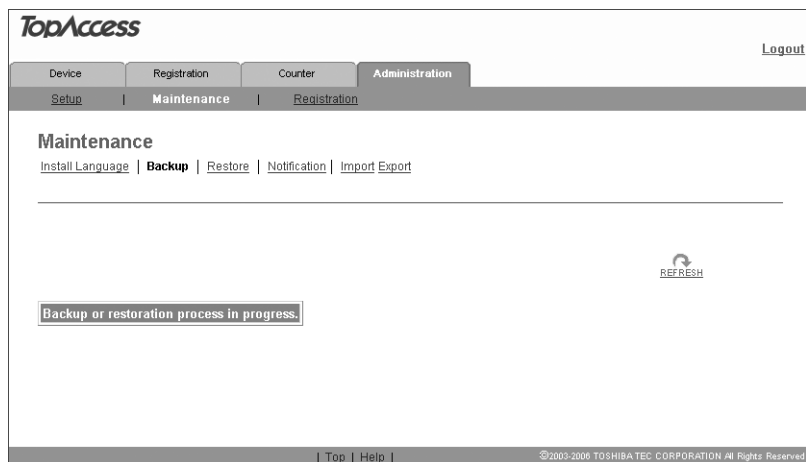 TopAccess
Logout
Device Registration Counter Administration
Setup | Maintenance | Registration
Maintenance
Install Language | Backup | Restore | Notification | Import Export
REFRESH
Backup or restoration process in progress.
| Top | Help |
©2003-2006 TOSHIBA TEC CORPORATION All Rights Reserved